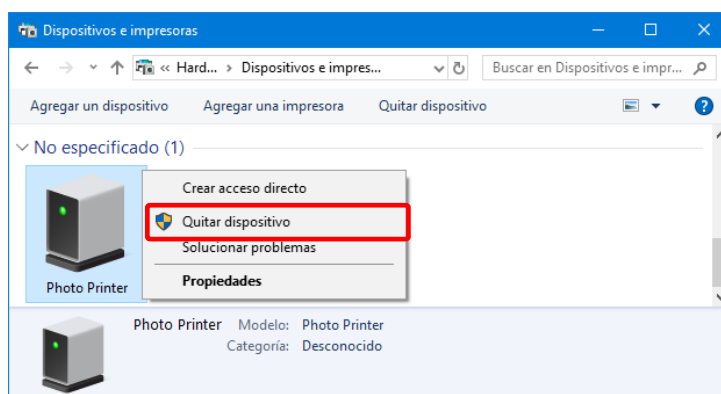 Dispositivos e impresoras
« Hard... > Dispositivos e impres... Buscar en Dispositivos e impr...
Agregar un dispositivo Agregar una impresora Quitar dispositivo
No especificado (1)
Crear acceso directo
Quitar dispositivo
Solucionar problemas
Propiedades
Photo Printer
Photo Printer Modelo: Photo Printer
Categoría: Desconocido